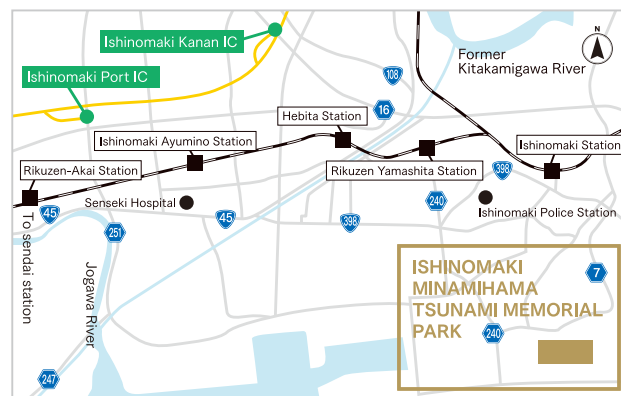 N
Ishinomaki Kanan IC
Former
Kitakamigawa River
Ishinomaki Port IC
108
16
Hebita Station
Ishinomaki Ayumino Station
Ishinomaki Station
Rikuzen-Akai Station
Rikuzen Yamashita Station
398
Senseki Hospital
240
45
45
398
Ishinomaki Police Station
251
To sendai station
Jogawa River
ISHINOMAKI
MINAMIHAMA
TSUNAMI MEMORIAL
PARK
7
240
247